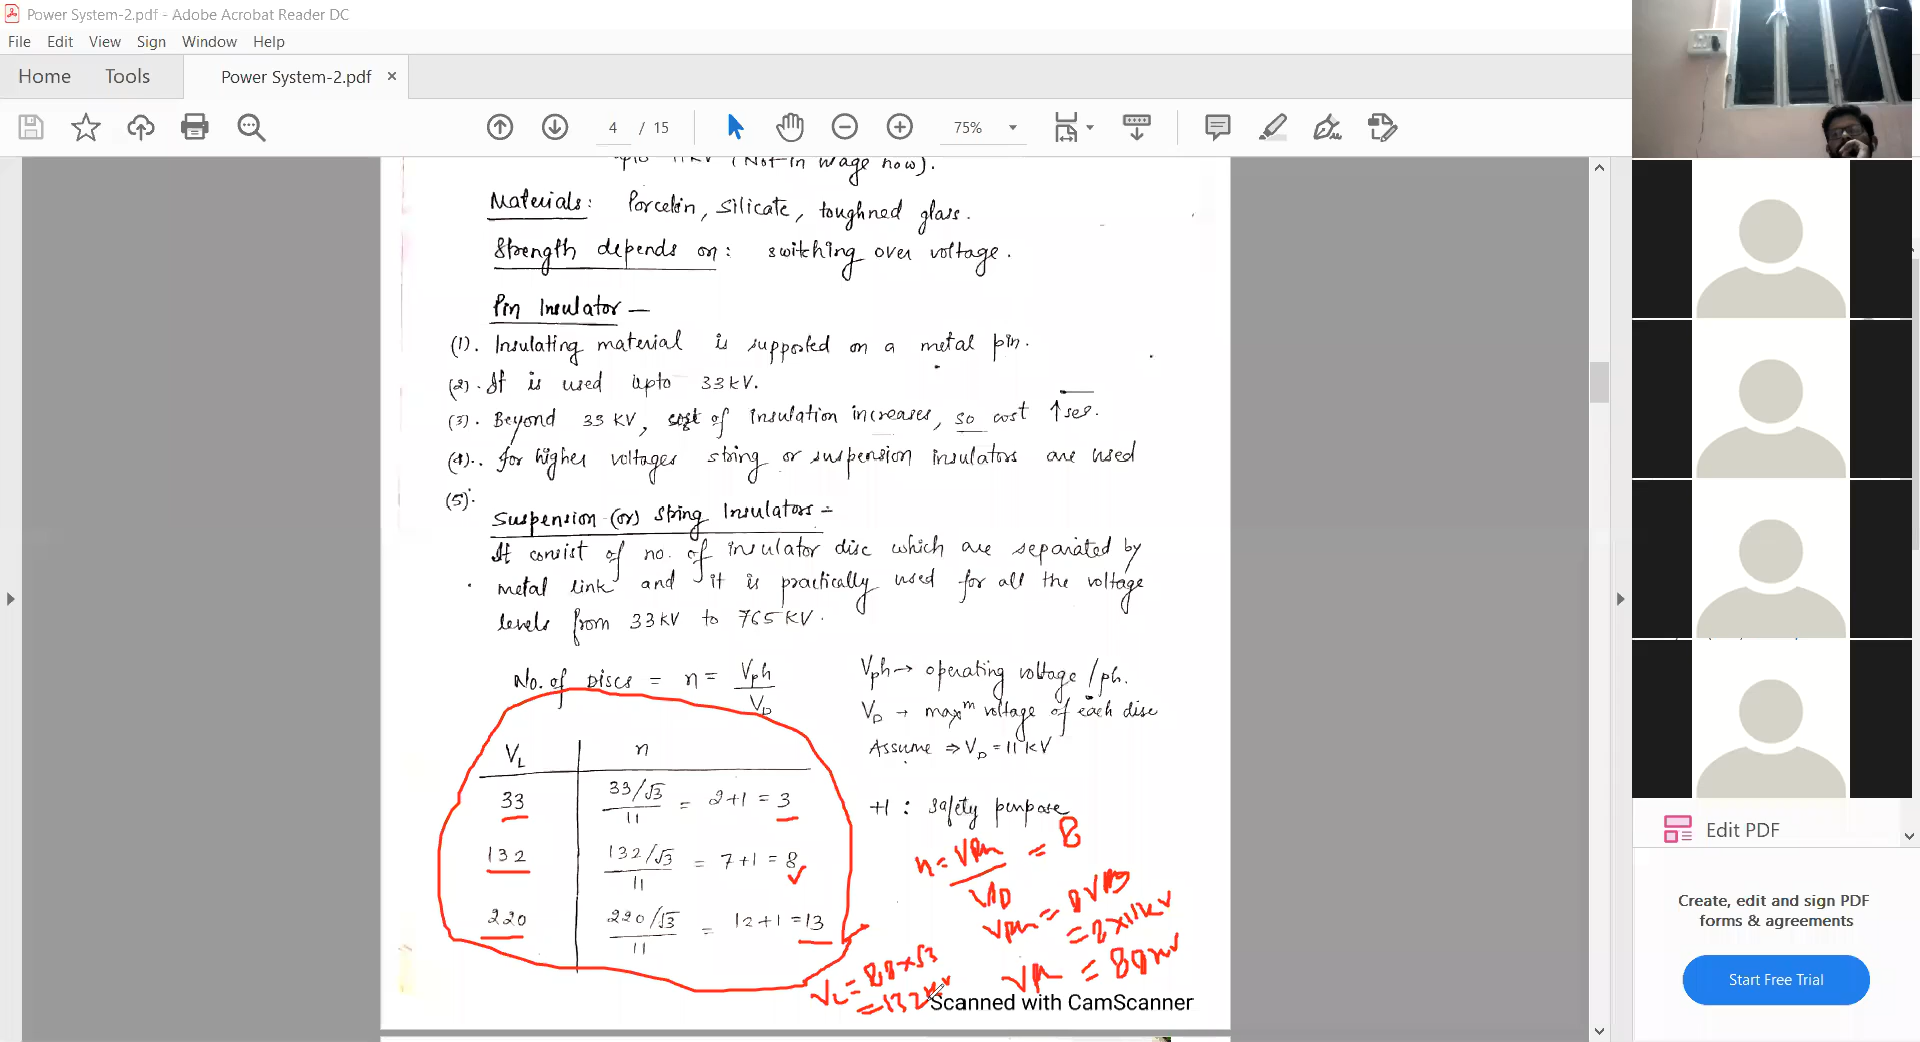 Power System-2.pdf - Adobe Acrobat Reader DC
File Edit View Sign Window Help
Home Tools Power System-2.pdf ×
4 / 15 75%
upto 11KV (Not in usage now).
Materials: Porcelin, silicate, toughned glass.
Strength depends on: switching over voltage.
Pin Insulator —
(1). Insulating material is supported on a metal pin.
(2). It is used upto 33KV.
(3). Beyond 33 KV, cost of insulation increases, so cost ↑ses.
(4). for higher voltages string or suspension insulators are used
(5).
Suspension (or) string Insulators -
It consist of no. of insulator disc which are separated by
metal link and it is practically used for all the voltage
levels from 33KV to 765KV.
No. of Discs = n = Vph / VD
Vph → operating voltage /ph.
VD → maxm voltage of each disc
Assume ⇒ VD = 11KV
VL n
33 33/√3 / 11 = 2+1 = 3
+1 : safety purpose
132 132/√3 / 11 = 7+1 = 8
220 220/√3 / 11 = 12+1 = 13
n = Vph / VD = 8
Vph = 8VD
= 8×11KV
Vph = 88KV
VL = 88×√3
= 132KV
Scanned with CamScanner
Edit PDF
Create, edit and sign PDF
forms & agreements
Start Free Trial